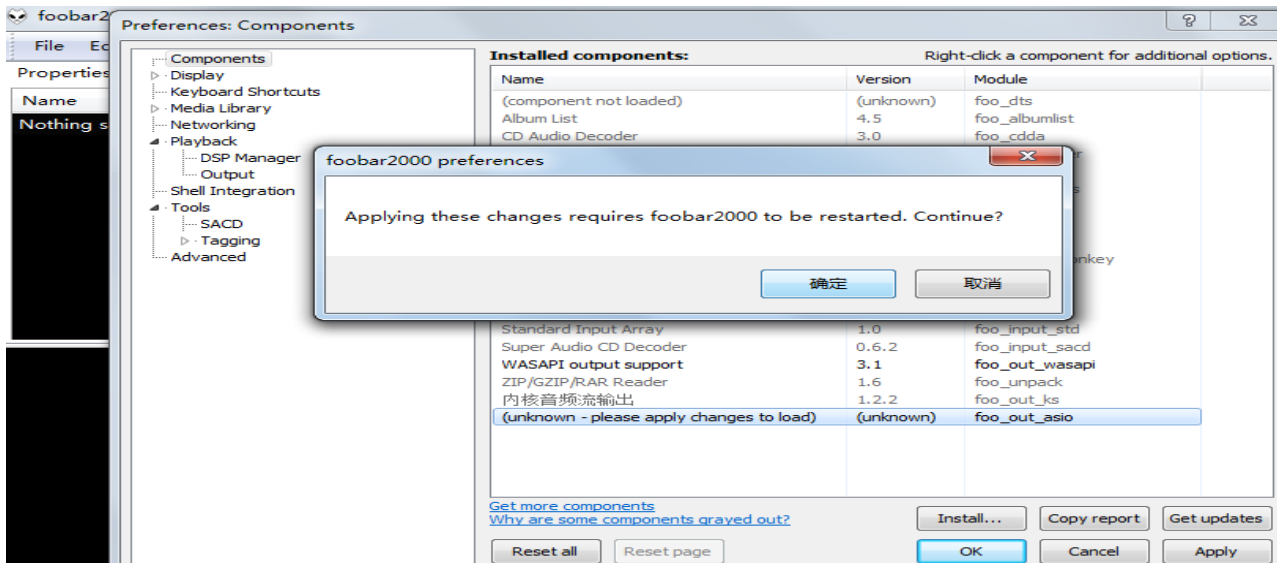 foobar2
Preferences: Components
File Ec
Properties
Name
Nothing s
Components
Display
Keyboard Shortcuts
Media Library
Networking
Playback
DSP Manager
Output
Shell Integration
Tools
SACD
Tagging
Advanced
Installed components:
Right-click a component for additional options.
Name Version Module
(component not loaded) (unknown) foo_dts
Album List 4.5 foo_albumlist
CD Audio Decoder 3.0 foo_cdda
foobar2000 preferences
Applying these changes requires foobar2000 to be restarted. Continue?
确定 取消
nkey
Standard Input Array 1.0 foo_input_std
Super Audio CD Decoder 0.6.2 foo_input_sacd
WASAPI output support 3.1 foo_out_wasapi
ZIP/GZIP/RAR Reader 1.6 foo_unpack
内核音频流输出 1.2.2 foo_out_ks
(unknown - please apply changes to load) (unknown) foo_out_asio
Get more components
Why are some components grayed out?
Install... Copy report Get updates
Reset all Reset page OK Cancel Apply